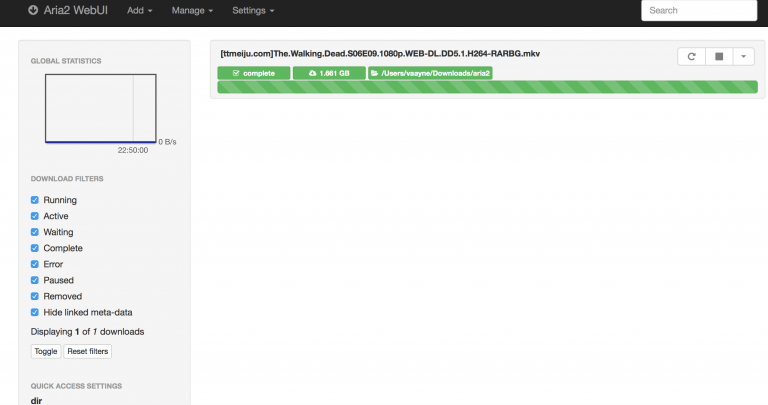 Aria2 WebUI Add Manage Settings Search
GLOBAL STATISTICS
0 B/s
22:50:00
DOWNLOAD FILTERS
Running
Active
Waiting
Complete
Error
Paused
Removed
Hide linked meta-data
Displaying 1 of 1 downloads
Toggle Reset filters
QUICK ACCESS SETTINGS
dir
[ttmeiju.com]The.Walking.Dead.S06E09.1080p.WEB-DL.DD5.1.H264-RARBG.mkv
complete 1.661 GB /Users/vaayne/Downloads/aria2